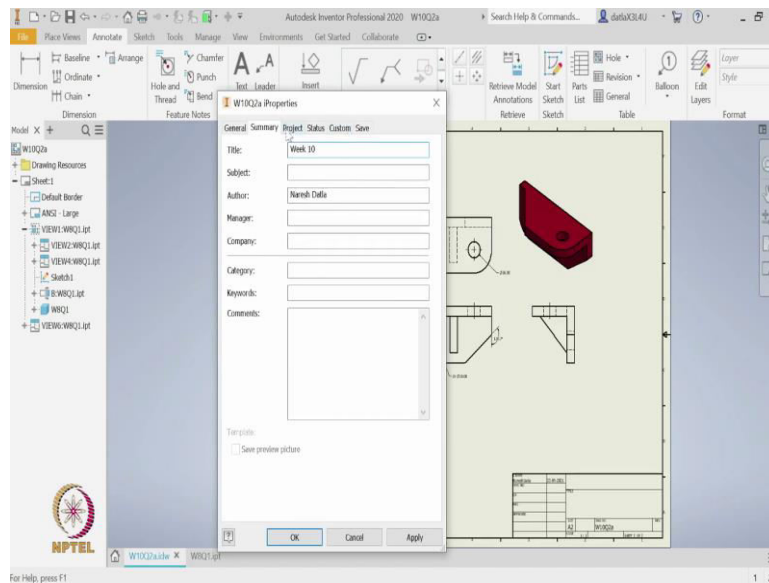 Autodesk Inventor Professional 2020 W10Q2a
Search Help & Commands...
datlaX3L4U
File Place Views Annotate Sketch Tools Manage View Environments Get Started Collaborate
Dimension
Baseline
Ordinate
Chain
Arrange
Dimension
Hole and Thread
Chamfer
Punch
Bend
Feature Notes
Text Leader
Insert
Retrieve Model Annotations
Retrieve
Start Sketch
Sketch
Parts List
Hole
Revision
General
Table
Balloon
Edit Layers
Layer
Style
Format
Model
W10Q2a
Drawing Resources
Sheet:1
Default Border
ANSI - Large
VIEW1:W8Q1.ipt
VIEW2:W8Q1.ipt
VIEW4:W8Q1.ipt
Sketch1
B:W8Q1.ipt
W8Q1
VIEW6:W8Q1.ipt
W10Q2a iProperties
General Summary Project Status Custom Save
Title: Week 10
Subject:
Author: Naresh Datla
Manager:
Company:
Category:
Keywords:
Comments:
Template
Save preview picture
OK Cancel Apply
A2
W10Q2a
NPTEL
W10Q2a.idw
W8Q1.ipt
For Help, press F1
1